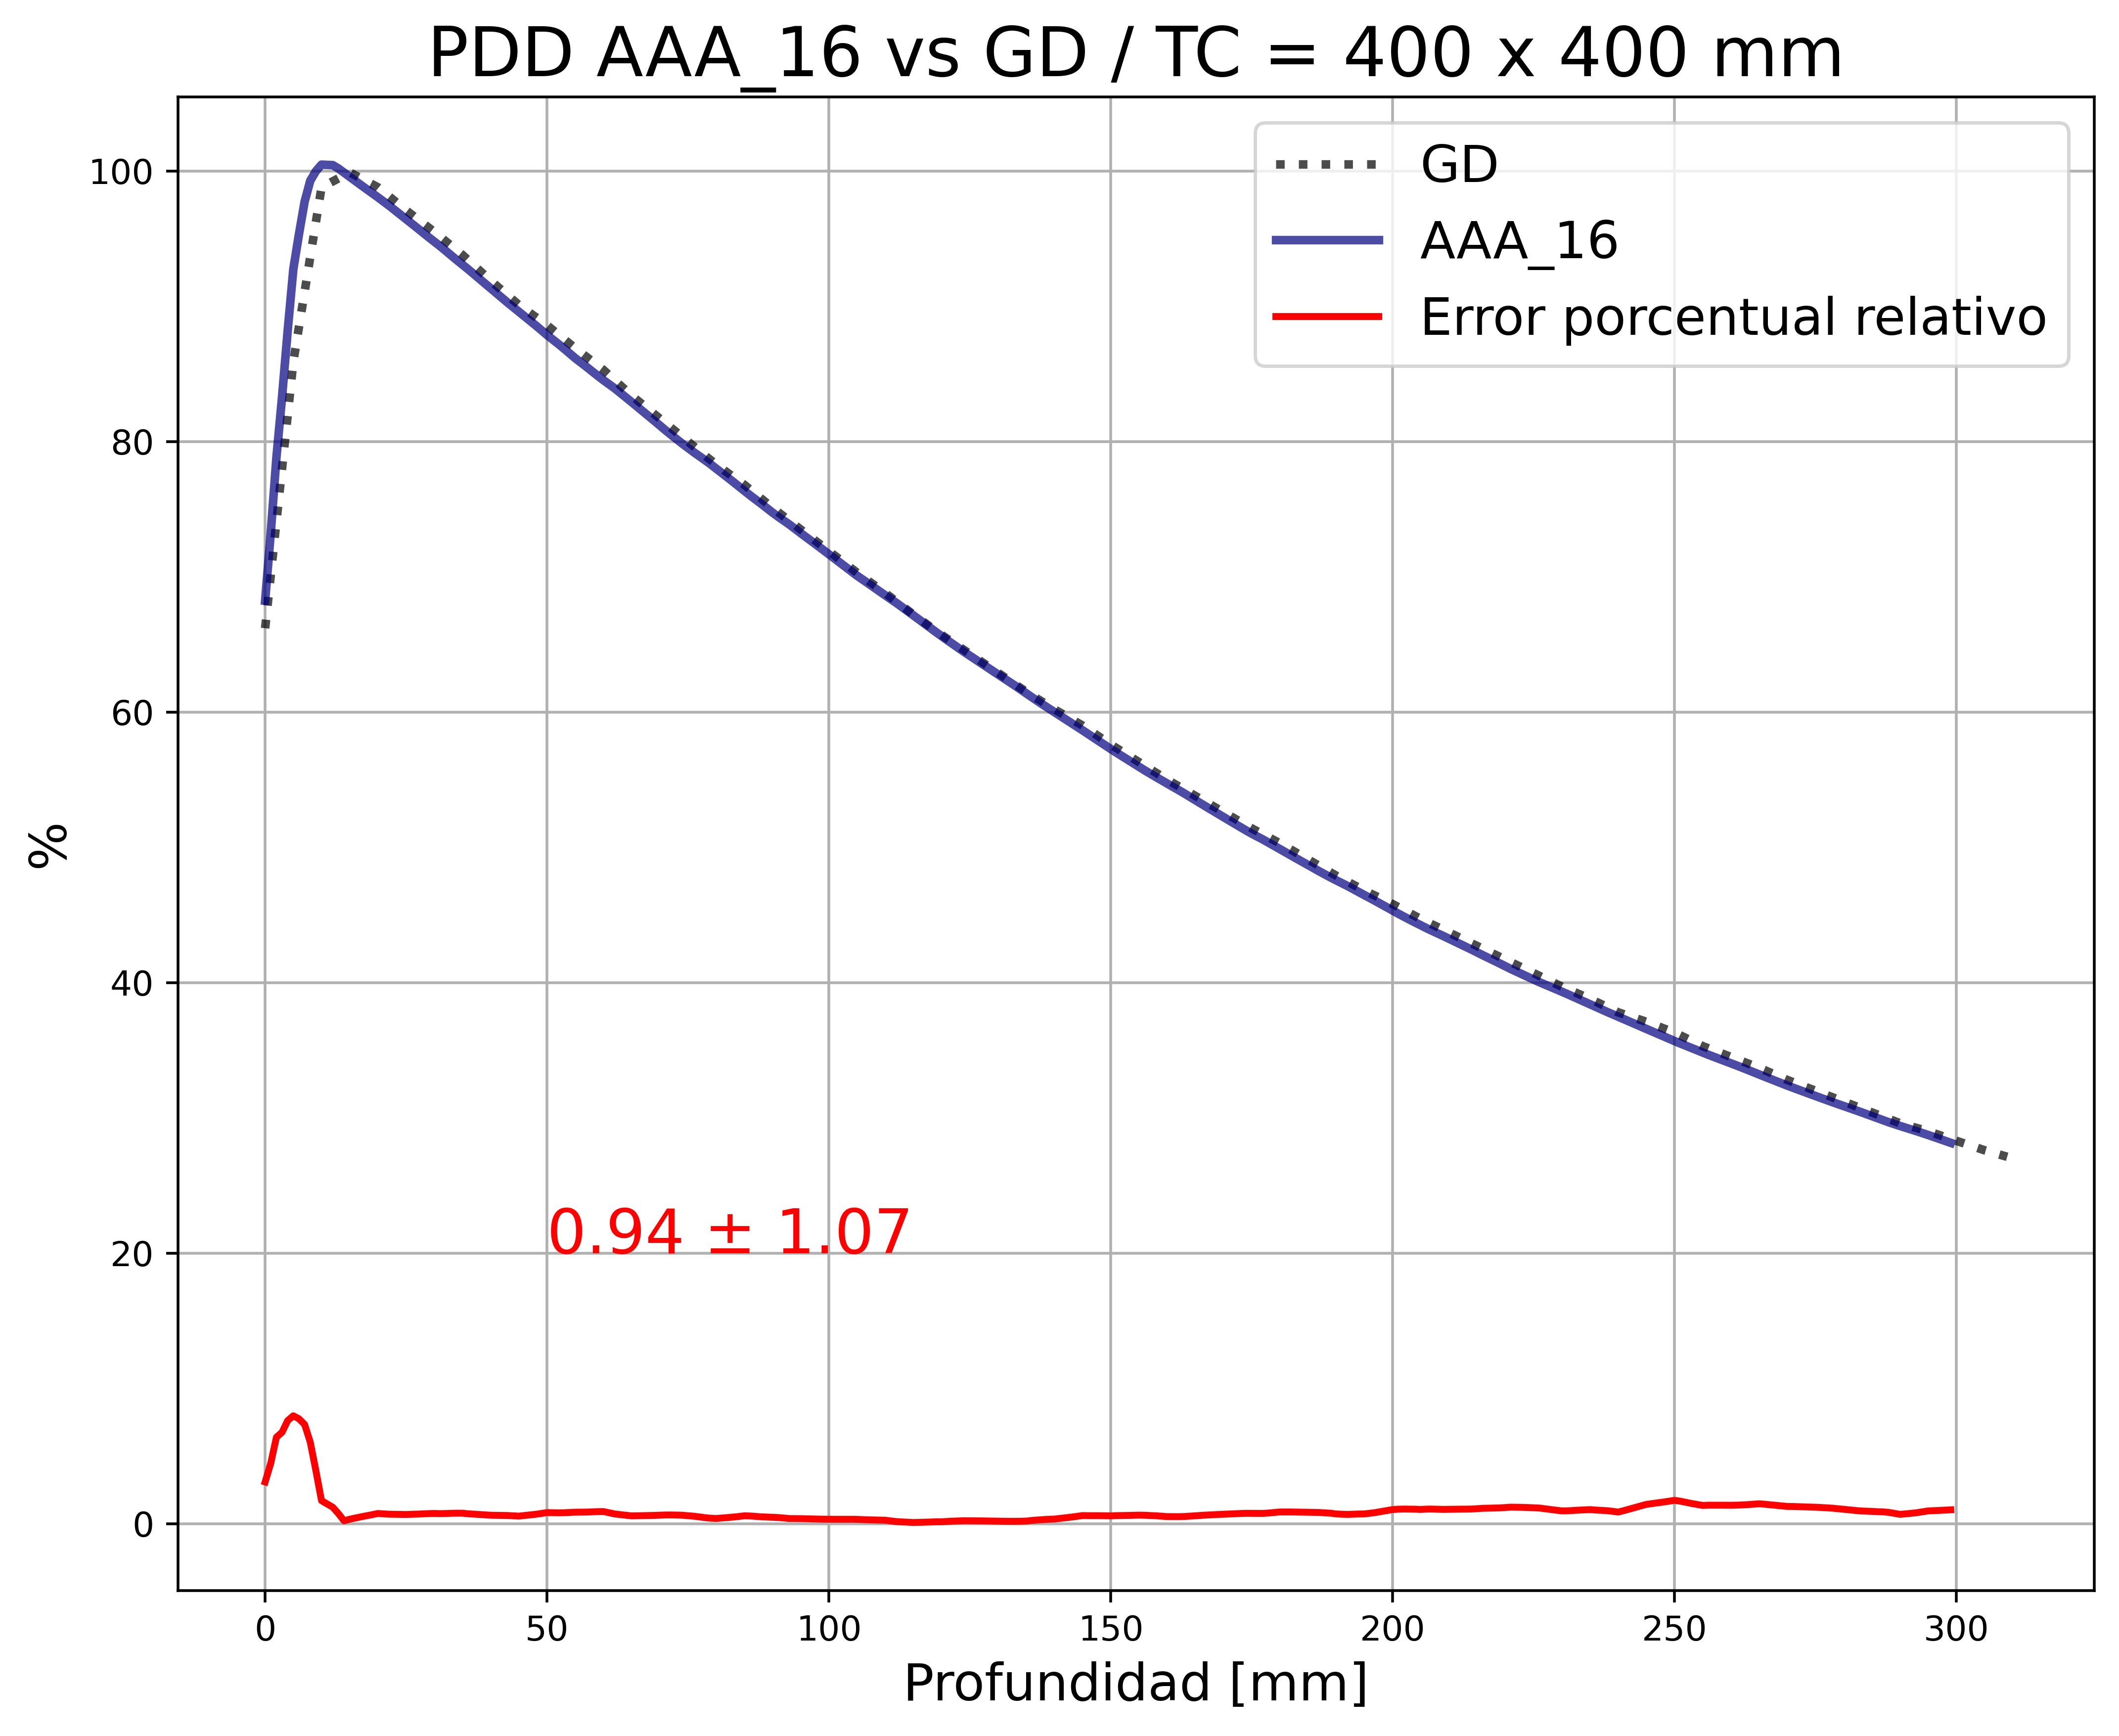 PDD AAA_16 vs GD / TC = 400 x 400 mm
GD
AAA_16
Error porcentual relativo
100
80
60
40
20
0
%
0.94 ± 1.07
0 50 100 150 200 250 300
Profundidad [mm]